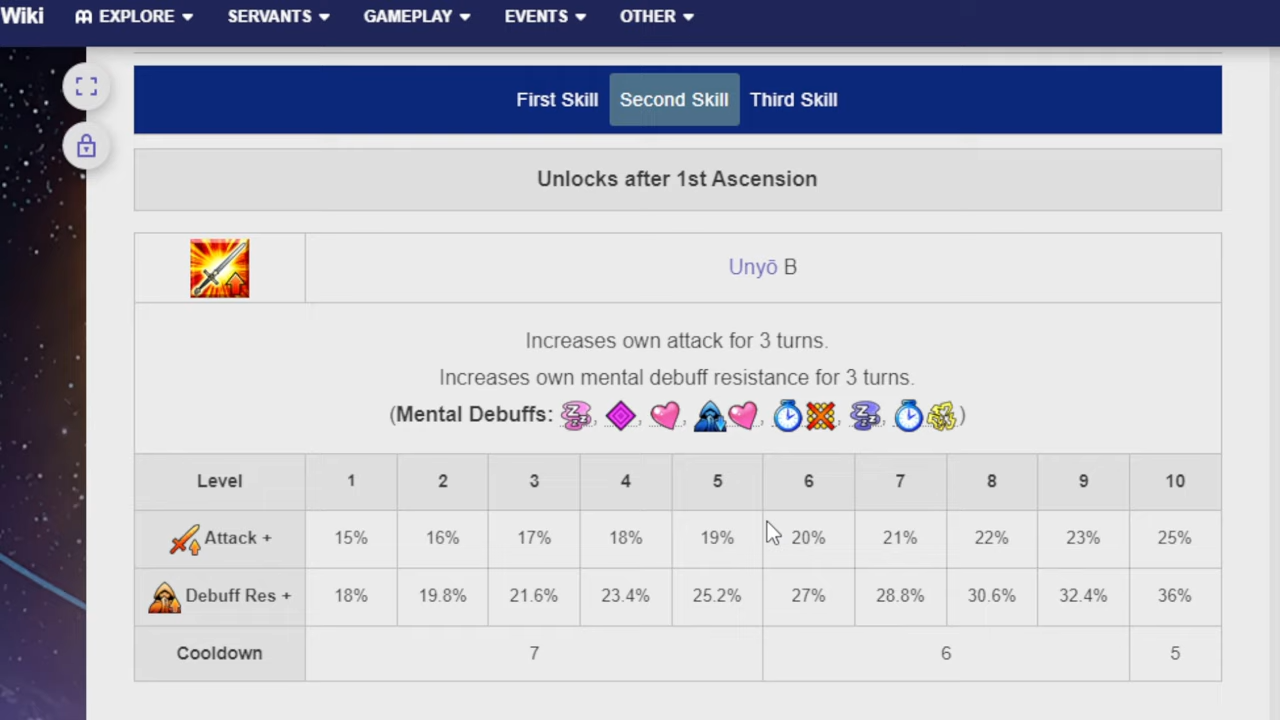 Wiki EXPLORE SERVANTS GAMEPLAY EVENTS OTHER
First Skill Second Skill Third Skill
Unlocks after 1st Ascension
Unyō B
Increases own attack for 3 turns.
Increases own mental debuff resistance for 3 turns.
(Mental Debuffs: , , , , , , )
Level 1 2 3 4 5 6 7 8 9 10
Attack + 15% 16% 17% 18% 19% 20% 21% 22% 23% 25%
Debuff Res + 18% 19.8% 21.6% 23.4% 25.2% 27% 28.8% 30.6% 32.4% 36%
Cooldown 7 6 5